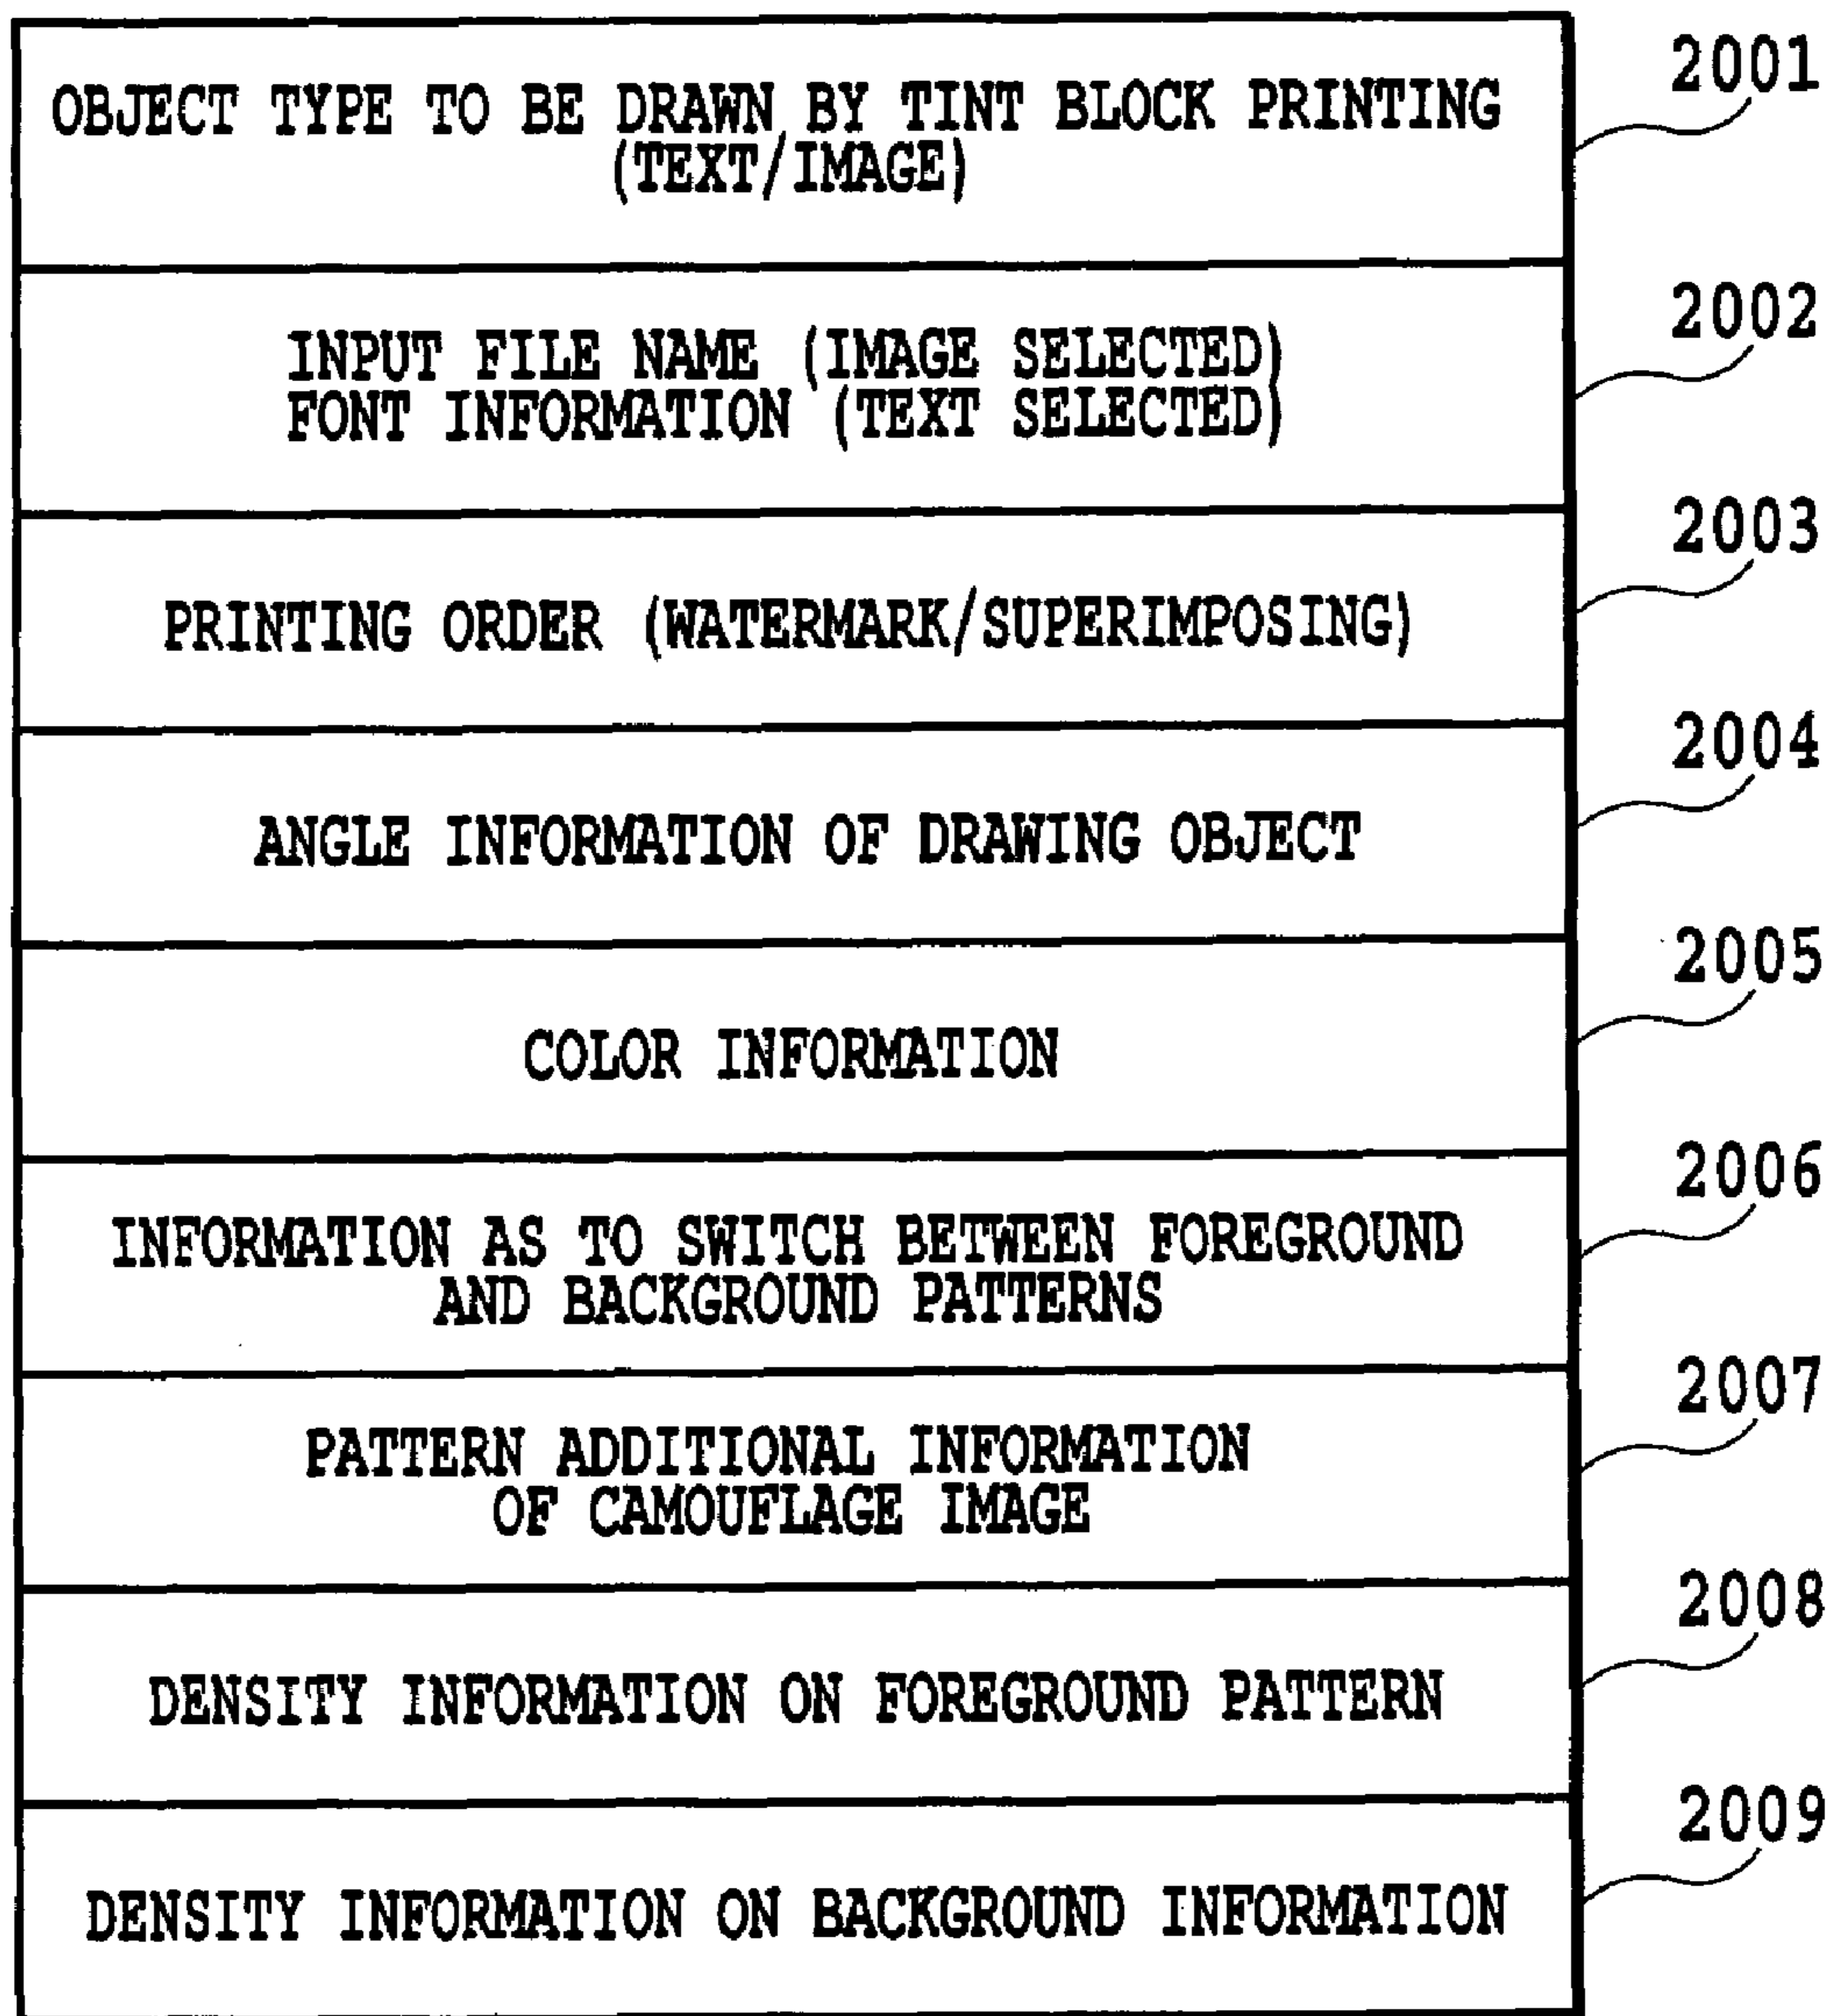 2001
OBJECT TYPE TO BE DRAWN BY TINT BLOCK PRINTING
(TEXT/IMAGE)
2002
INPUT FILE NAME (IMAGE SELECTED)
FONT INFORMATION (TEXT SELECTED)
2003
PRINTING ORDER (WATERMARK/SUPERIMPOSING)
2004
ANGLE INFORMATION OF DRAWING OBJECT
2005
COLOR INFORMATION
2006
INFORMATION AS TO SWITCH BETWEEN FOREGROUND
AND BACKGROUND PATTERNS
2007
PATTERN ADDITIONAL INFORMATION
OF CAMOUFLAGE IMAGE
2008
DENSITY INFORMATION ON FOREGROUND PATTERN
2009
DENSITY INFORMATION ON BACKGROUND INFORMATION